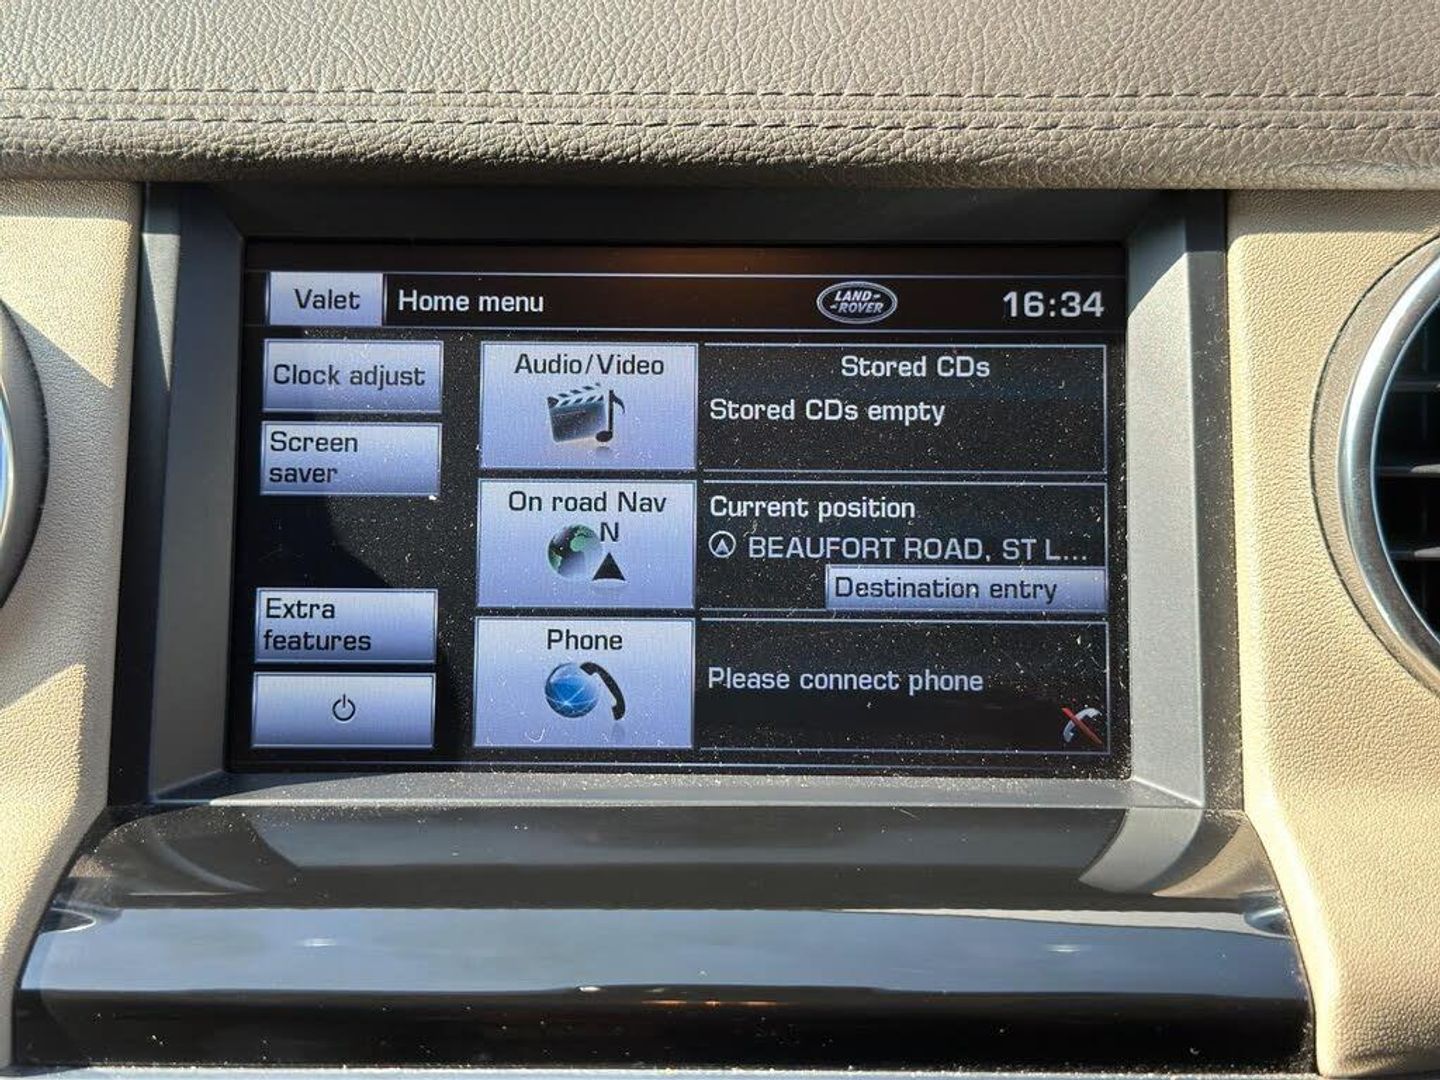 Valet
Home menu
LAND-
-ROVER
16:34
Clock adjust
Screen
saver
Extra
features
Audio/Video
Stored CDs
Stored CDs empty
On road Nav
N
Current position
BEAUFORT ROAD, ST L...
Destination entry
Phone
Please connect phone